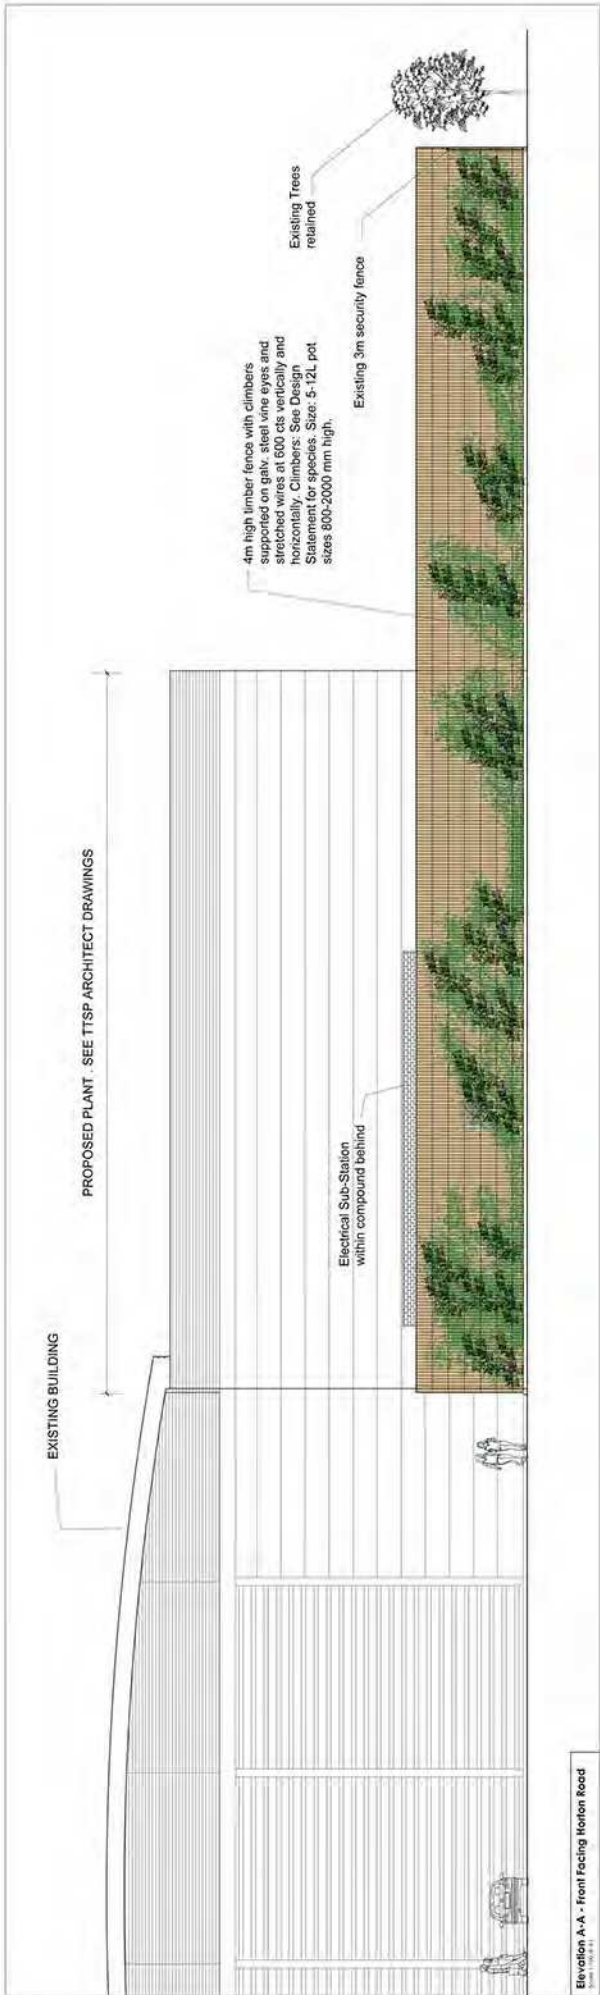 EXISTING BUILDING
PROPOSED PLANT . SEE TTSP ARCHITECT DRAWINGS
Electrical Sub-Station
within compound behind
4m high timber fence with climbers
supported on galv. steel vine eyes and
stretched wires at 600 cts vertically and
horizontally. Climbers: See Design
Statement for species. Size: 5-12L pot
sizes 800-2000 mm high.
Existing Trees
retained
Existing 3m security fence
Elevation A-A - Front Facing Horton Road